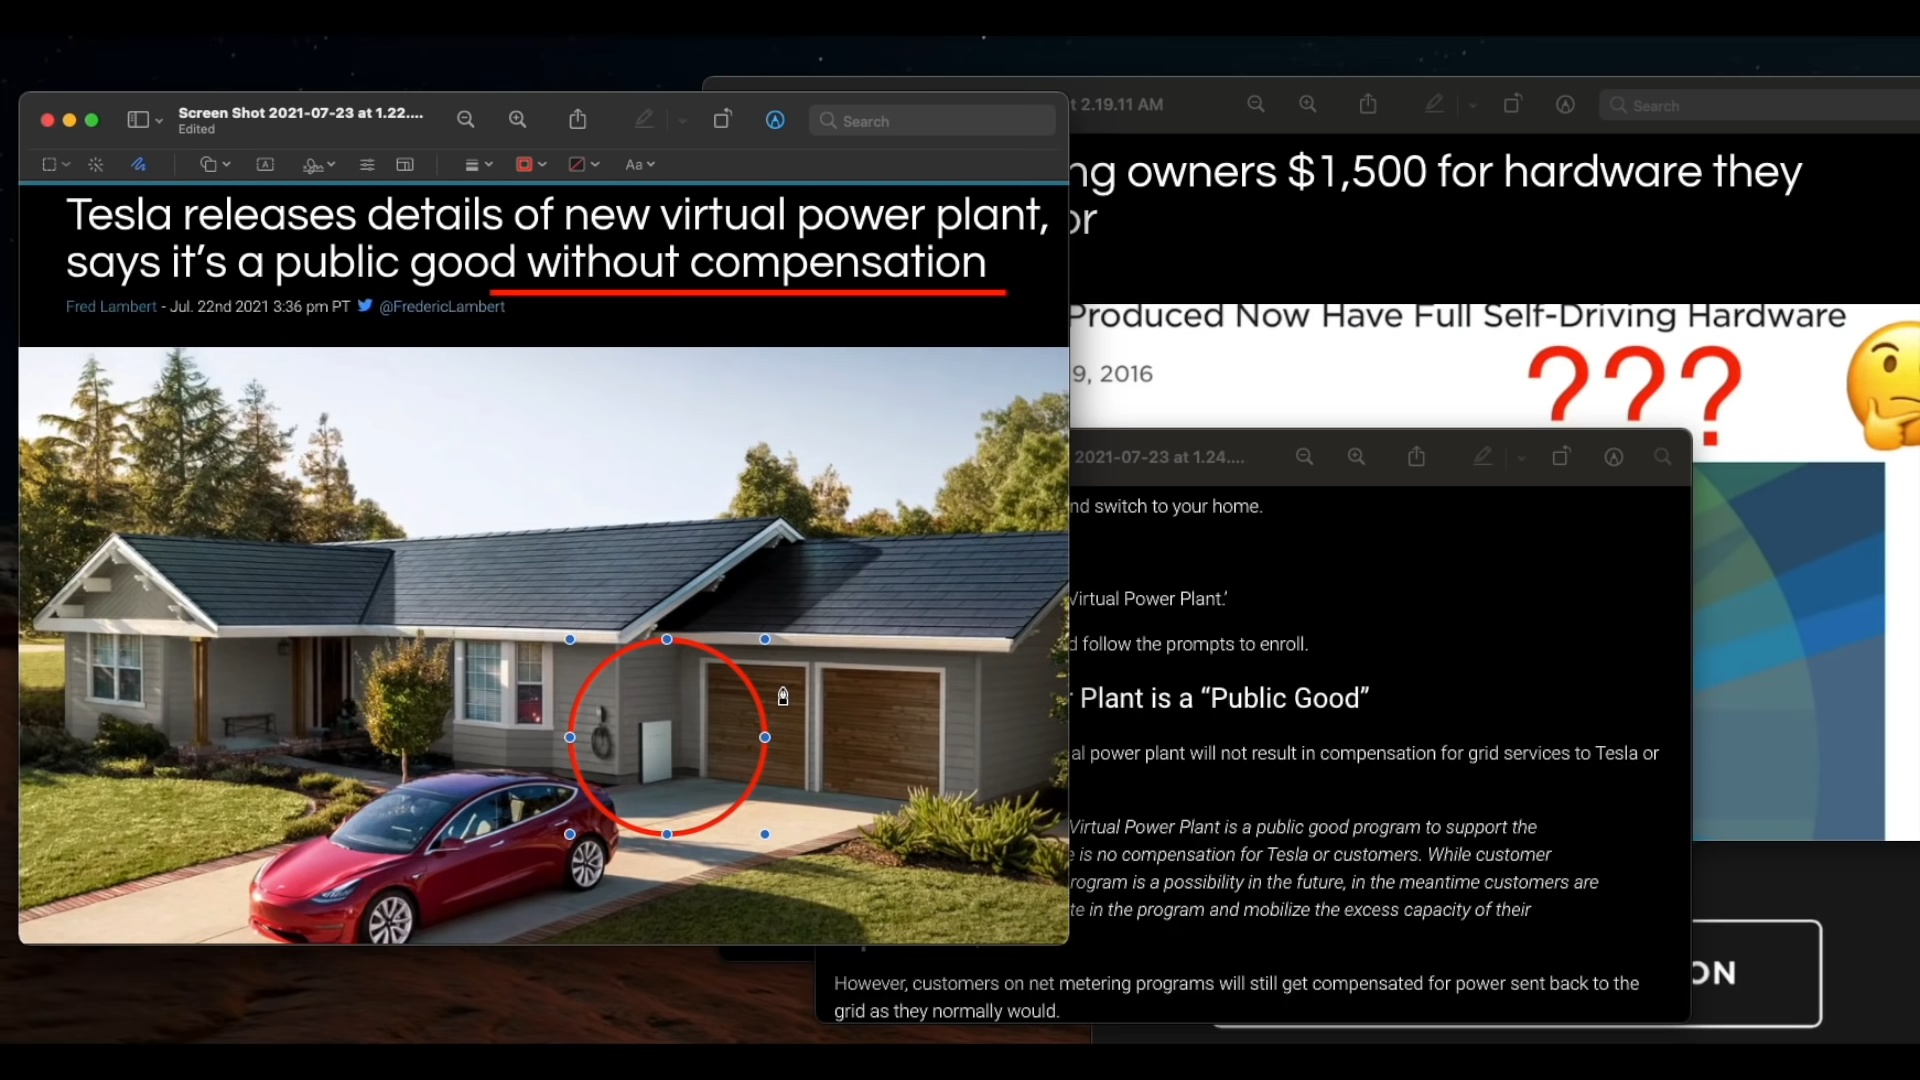 Screen Shot 2021-07-23 at 1.22....
Edited
Search
A
Aa
Tesla releases details of new virtual power plant,
says it's a public good without compensation
Fred Lambert - Jul. 22nd 2021 3:36 pm PT @FredericLambert
t 2.19.11 AM
Search
ng owners $1,500 for hardware they
or
Produced Now Have Full Self-Driving Hardware
9, 2016
???
2021-07-23 at 1.24....
nd switch to your home.
Virtual Power Plant.'
d follow the prompts to enroll.
r Plant is a “Public Good”
al power plant will not result in compensation for grid services to Tesla or
Virtual Power Plant is a public good program to support the
e is no compensation for Tesla or customers. While customer
rogram is a possibility in the future, in the meantime customers are
te in the program and mobilize the excess capacity of their
However, customers on net metering programs will still get compensated for power sent back to the
grid as they normally would.
ON